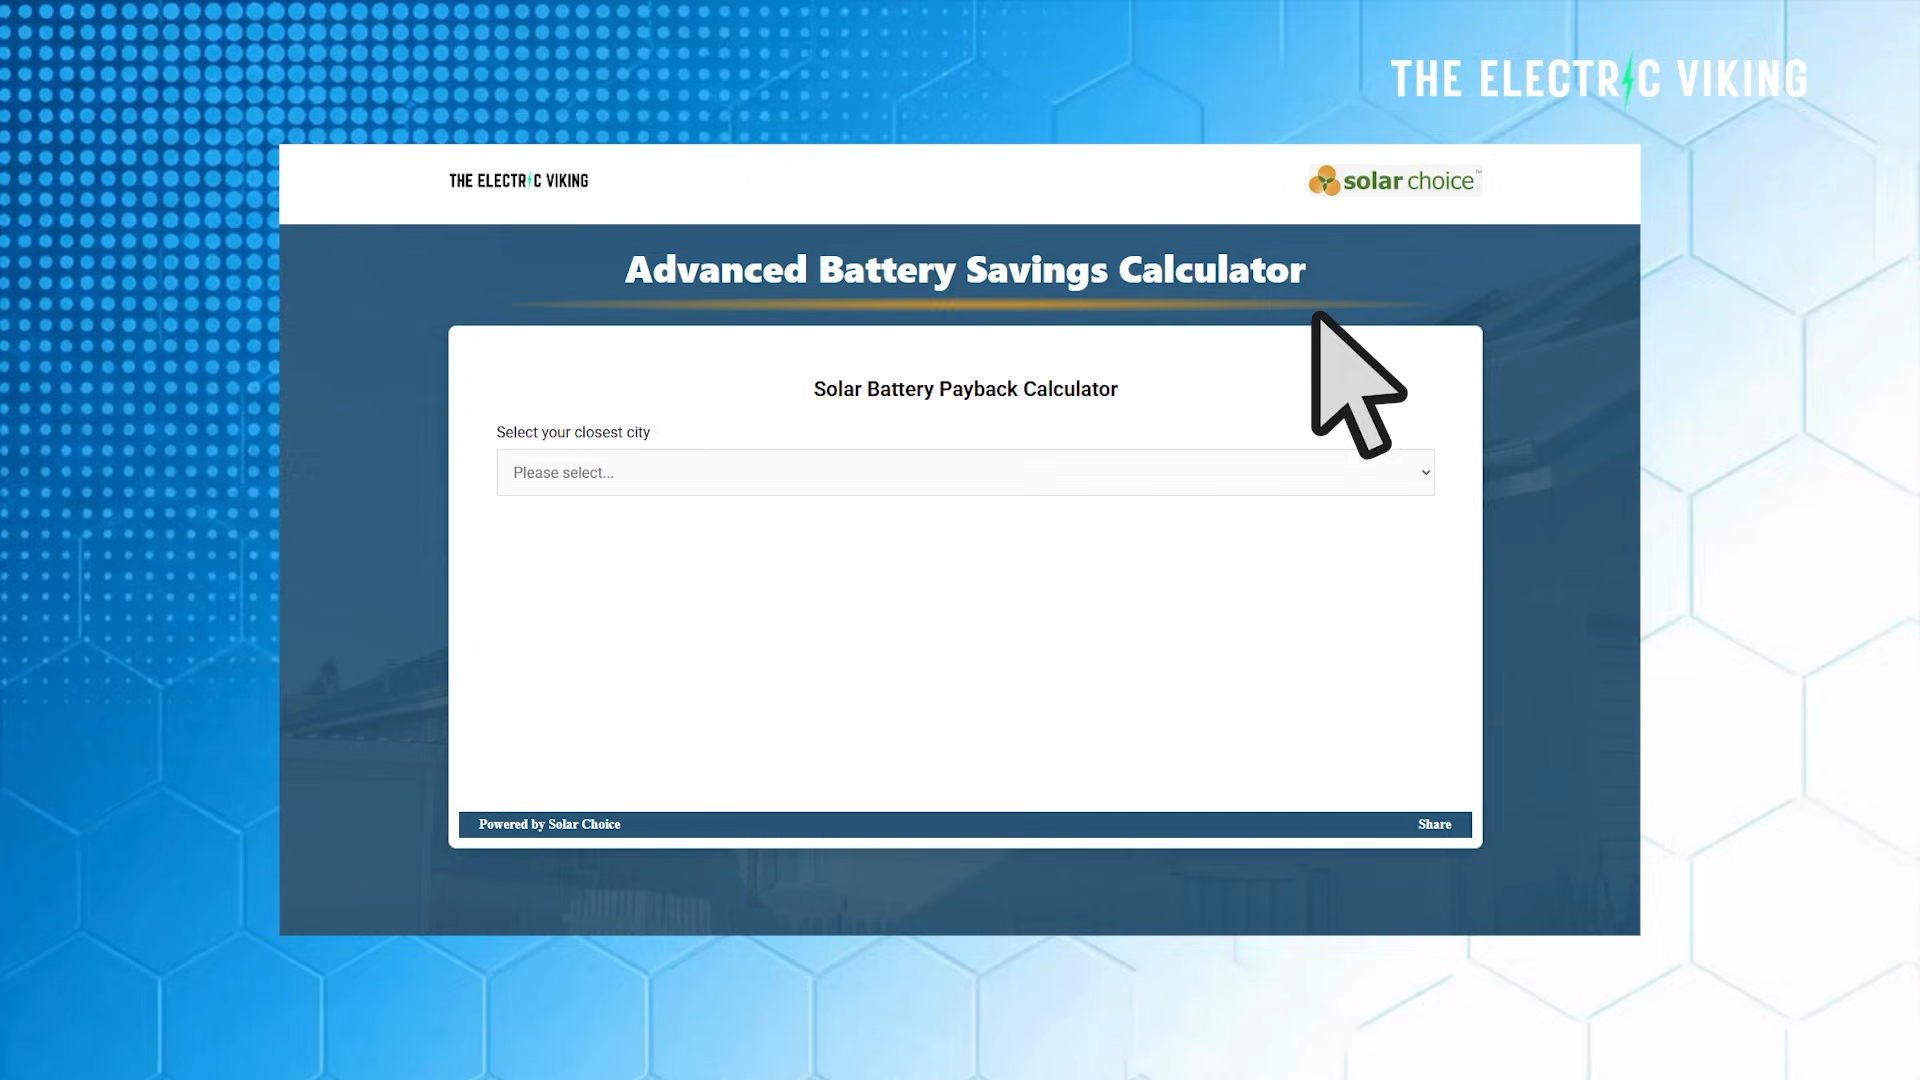 THE ELECTRIC VIKING
THE ELECTRIC VIKING
solar choice™
Advanced Battery Savings Calculator
Solar Battery Payback Calculator
Select your closest city
Please select...
Powered by Solar Choice
Share